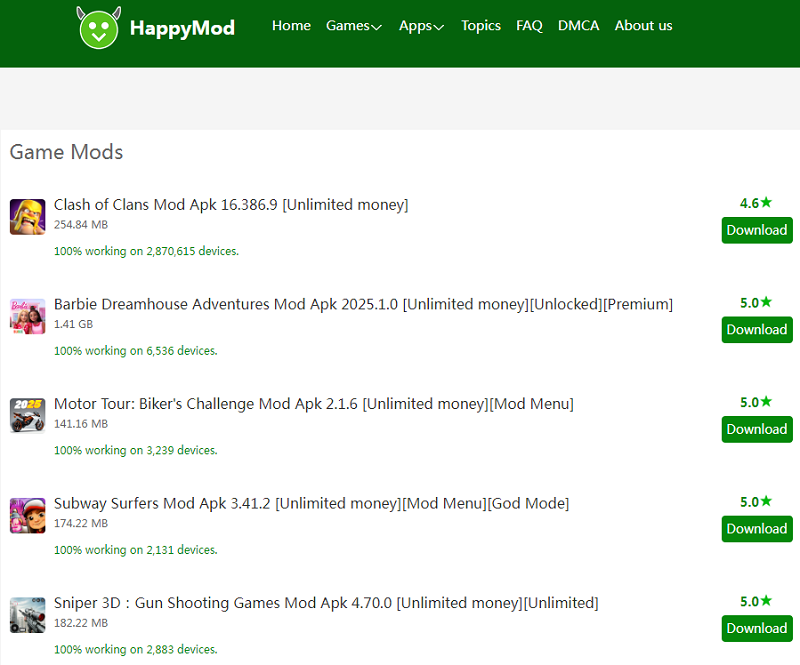 HappyMod
Home Games Apps Topics FAQ DMCA About us
Game Mods
Clash of Clans Mod Apk 16.386.9 [Unlimited money]
254.84 MB
100% working on 2,870,615 devices.
4.6★
Download
Barbie Dreamhouse Adventures Mod Apk 2025.1.0 [Unlimited money][Unlocked][Premium]
1.41 GB
100% working on 6,536 devices.
5.0★
Download
2025
Motor Tour: Biker's Challenge Mod Apk 2.1.6 [Unlimited money][Mod Menu]
141.16 MB
100% working on 3,239 devices.
5.0★
Download
Subway Surfers Mod Apk 3.41.2 [Unlimited money][Mod Menu][God Mode]
174.22 MB
100% working on 2,131 devices.
5.0★
Download
Sniper 3D：Gun Shooting Games Mod Apk 4.70.0 [Unlimited money][Unlimited]
182.22 MB
100% working on 2,883 devices.
5.0★
Download